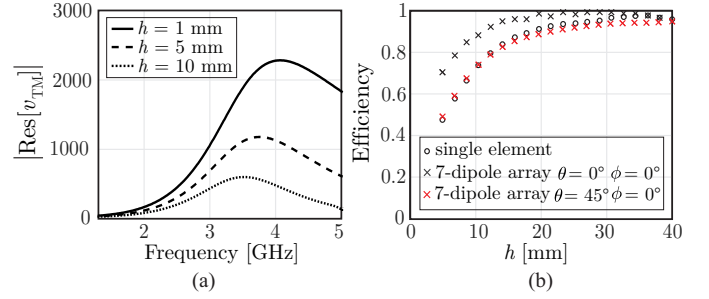 3000
2000
1000
0
|Res[v_TM]|
h = 1 mm
h = 5 mm
h = 10 mm
2 3 4 5
Frequency [GHz]
(a)
1
0.8
0.6
0.4
0.2
0
Efficiency
single element
7-dipole array θ= 0° ϕ= 0°
7-dipole array θ= 45° ϕ= 0°
0 10 20 30 40
h [mm]
(b)